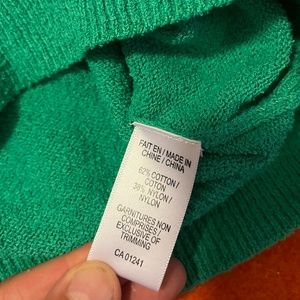 FAIT EN / MADE IN
CHINE / CHINA
62% COTTON /
COTON
38% NYLON /
NYLON
GARNITURES NON
COMPRISES /
EXCLUSIVE OF
TRIMMING
CA 01241